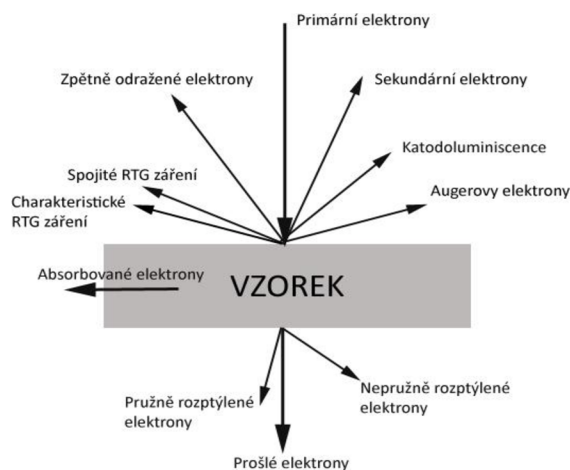 Primární elektrony
Zpětně odražené elektrony
Sekundární elektrony
Katodoluminiscence
Spojité RTG záření
Augerovy elektrony
Charakteristické
RTG záření
Absorbované elektrony
VZOREK
Pružně rozptýlené
elektrony
Nepružně rozptýlené
elektrony
Prošlé elektrony